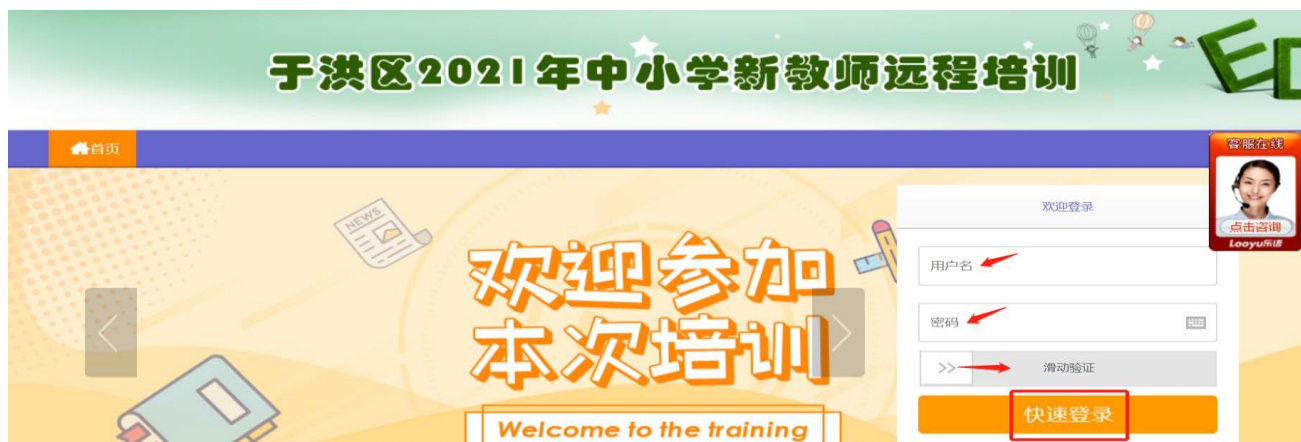 于洪区2021年中小学新教师远程培训
ED
首页
客服在线
点击咨询
Looyu乐语
NEWS
欢迎参加
本次培训
Welcome to the training
欢迎登录
用户名
密码
>> 滑动验证
快速登录